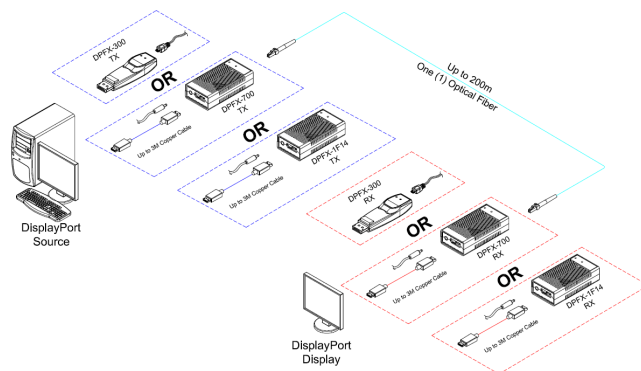 DPFX-300
TX
OR
DPFX-700
TX
Up to 3M Copper Cable
OR
DPFX-1F14
TX
Up to 3M Copper Cable
Up to 200m
One (1) Optical Fiber
DisplayPort
Source
DPFX-300
RX
OR
DPFX-700
RX
Up to 3M Copper Cable
OR
DPFX-1F14
RX
Up to 3M Copper Cable
DisplayPort
Display